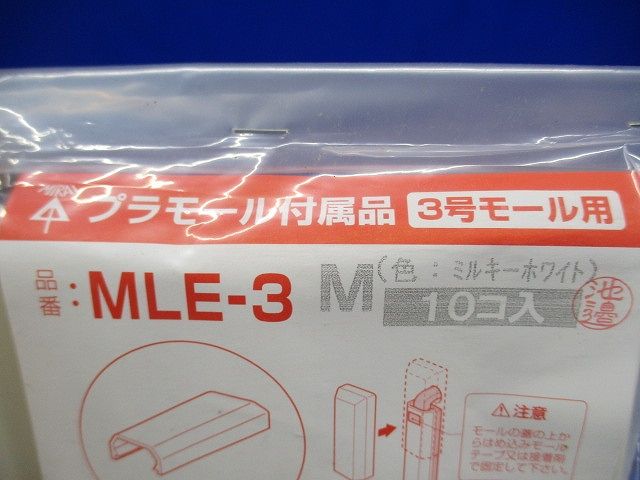 MIRAI
プラモール付属品 3号モール用
品番: MLE-3 M (色:ミルキーホワイト)
10コ入
池邉
⚠注意
モールの蓋の上か
らはめ込みモール
テープ又は接着剤
で固定して下さい。